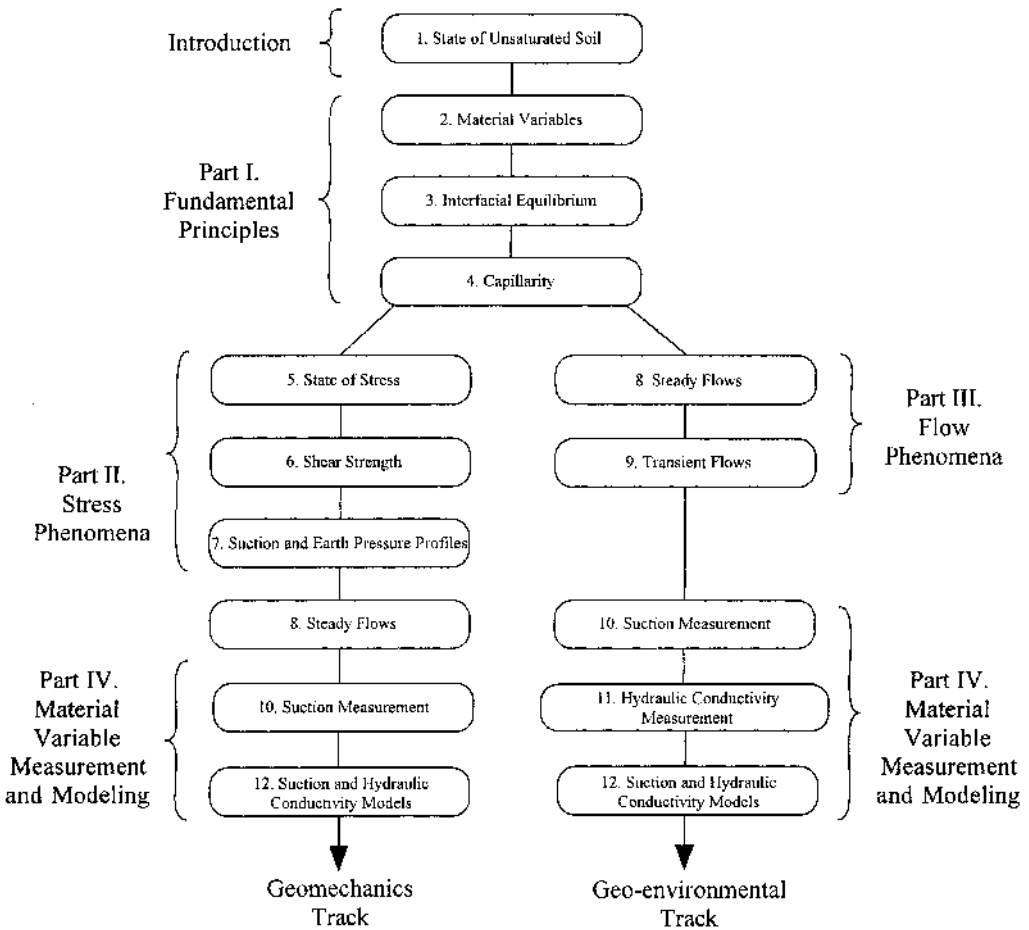 Introduction
1. State of Unsaturated Soil
2. Material Variables
Part I.
Fundamental
Principles
3. Interfacial Equilibrium
4. Capillarity
5. State of Stress
6. Shear Strength
Part II.
Stress
Phenomena
7. Suction and Earth Pressure Profiles
8. Steady Flows
Part IV.
Material
Variable
Measurement
and Modeling
10. Suction Measurement
12. Suction and Hydraulic
Conductivity Models
Geomechanics
Track
8. Steady Flows
9. Transient Flows
Part III.
Flow
Phenomena
10. Suction Measurement
11. Hydraulic Conductivity
Measurement
12. Suction and Hydraulic
Conductivity Models
Part IV.
Material
Variable
Measurement
and Modeling
Geo-environmental
Track